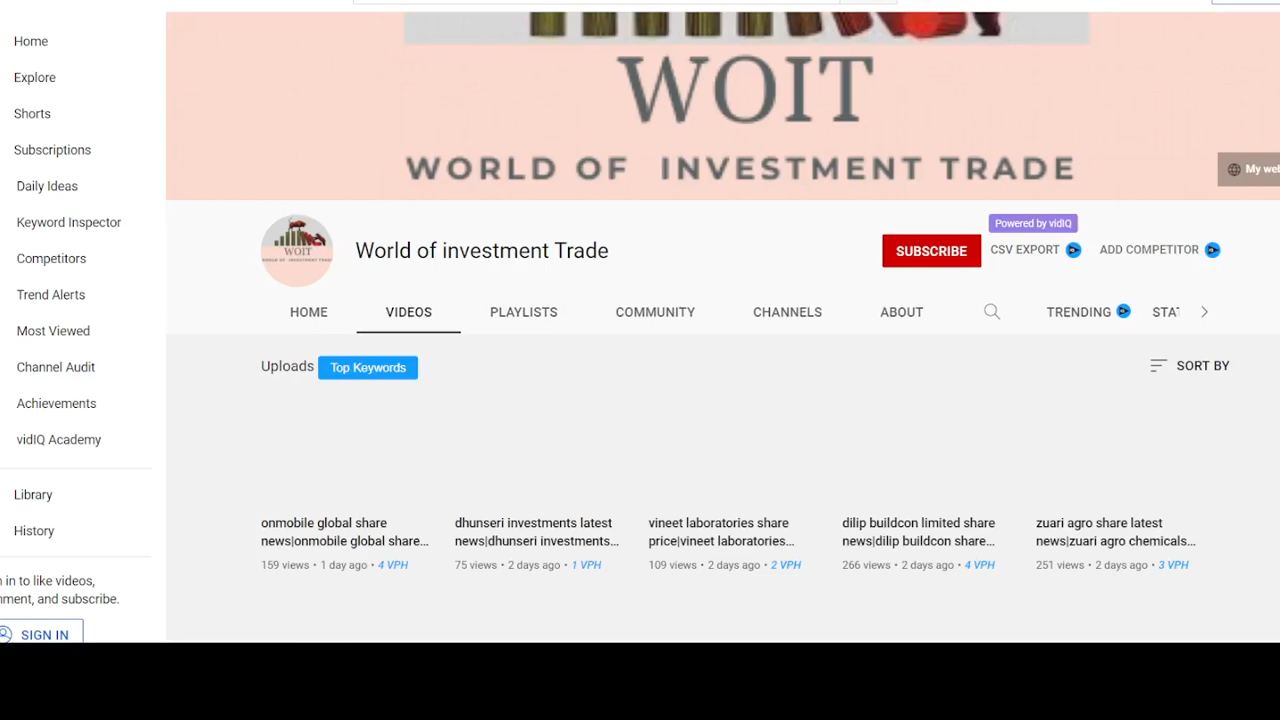 WOIT
WORLD OF INVESTMENT TRADE
My
Home
Explore
Shorts
Subscriptions
Daily Ideas
Keyword Inspector
Competitors
Trend Alerts
Most Viewed
Channel Audit
Achievements
vidIQ Academy
Library
History
in to like videos,
and subscribe.
SIGN IN
WOIT
WORLD OF INVESTMENT TRADE
World of investment Trade
SUBSCRIBE
Powered by vidIQ
CSV EXPORT
ADD COMPETITOR
HOME
VIDEOS
PLAYLISTS
COMMUNITY
CHANNELS
ABOUT
TRENDING
Uploads
Top Keywords
SORT BY
onmobile global share
news|onmobile global share...
159 views • 1 day ago • 4 VPH
dhunseri investments latest
news|dhunseri investments...
75 views • 2 days ago • 1 VPH
vineet laboratories share
price|vineet laboratories...
109 views • 2 days ago • 2 VPH
dilip buildcon limited share
news|dilip buildcon share...
266 views • 2 days ago • 4 VPH
zuari agro share latest
news|zuari agro chemicals...
251 views • 2 days ago • 3 VPH